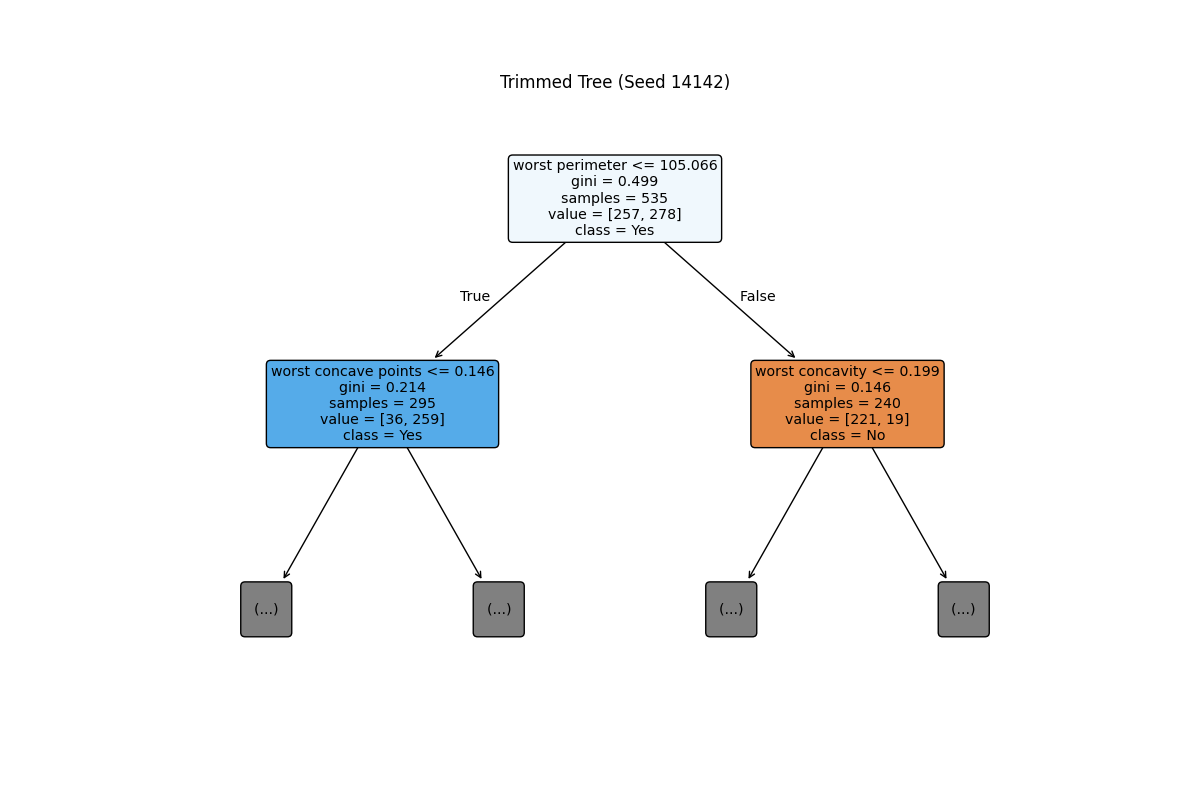 Trimmed Tree (Seed 14142)
worst perimeter <= 105.066
gini = 0.499
samples = 535
value = [257, 278]
class = Yes
True
False
worst concave points <= 0.146
gini = 0.214
samples = 295
value = [36, 259]
class = Yes
worst concavity <= 0.199
gini = 0.146
samples = 240
value = [221, 19]
class = No
(...)
(...)
(...)
(...)